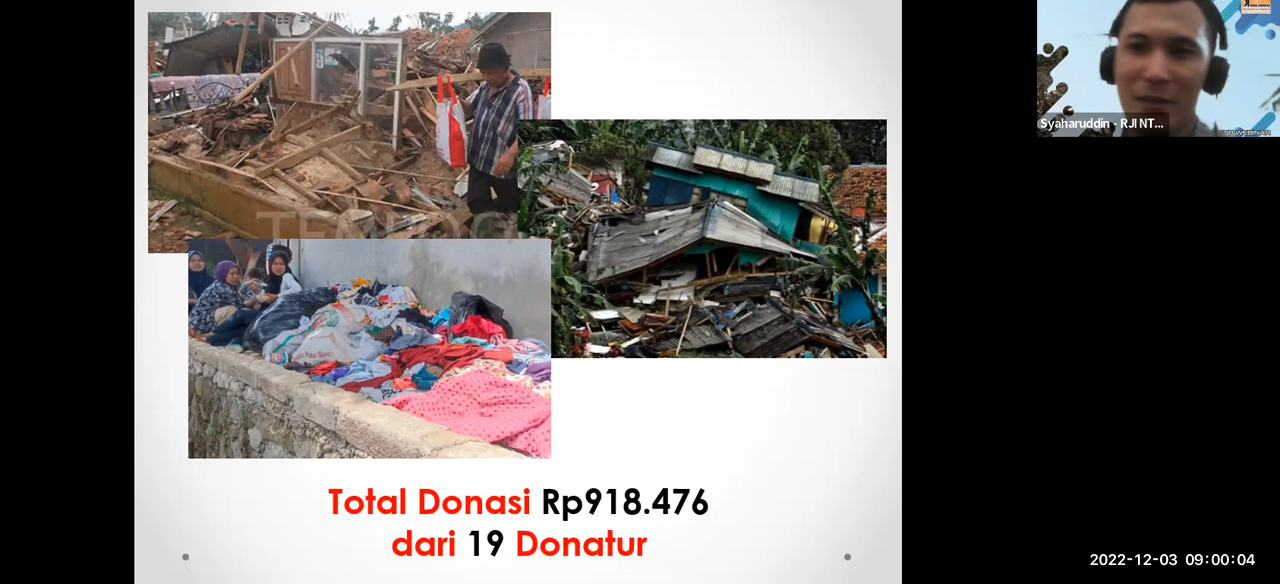 Total Donasi Rp918.476
dari 19 Donatur
Syaharuddin - RJI NT...
2022-12-03 09:00:04